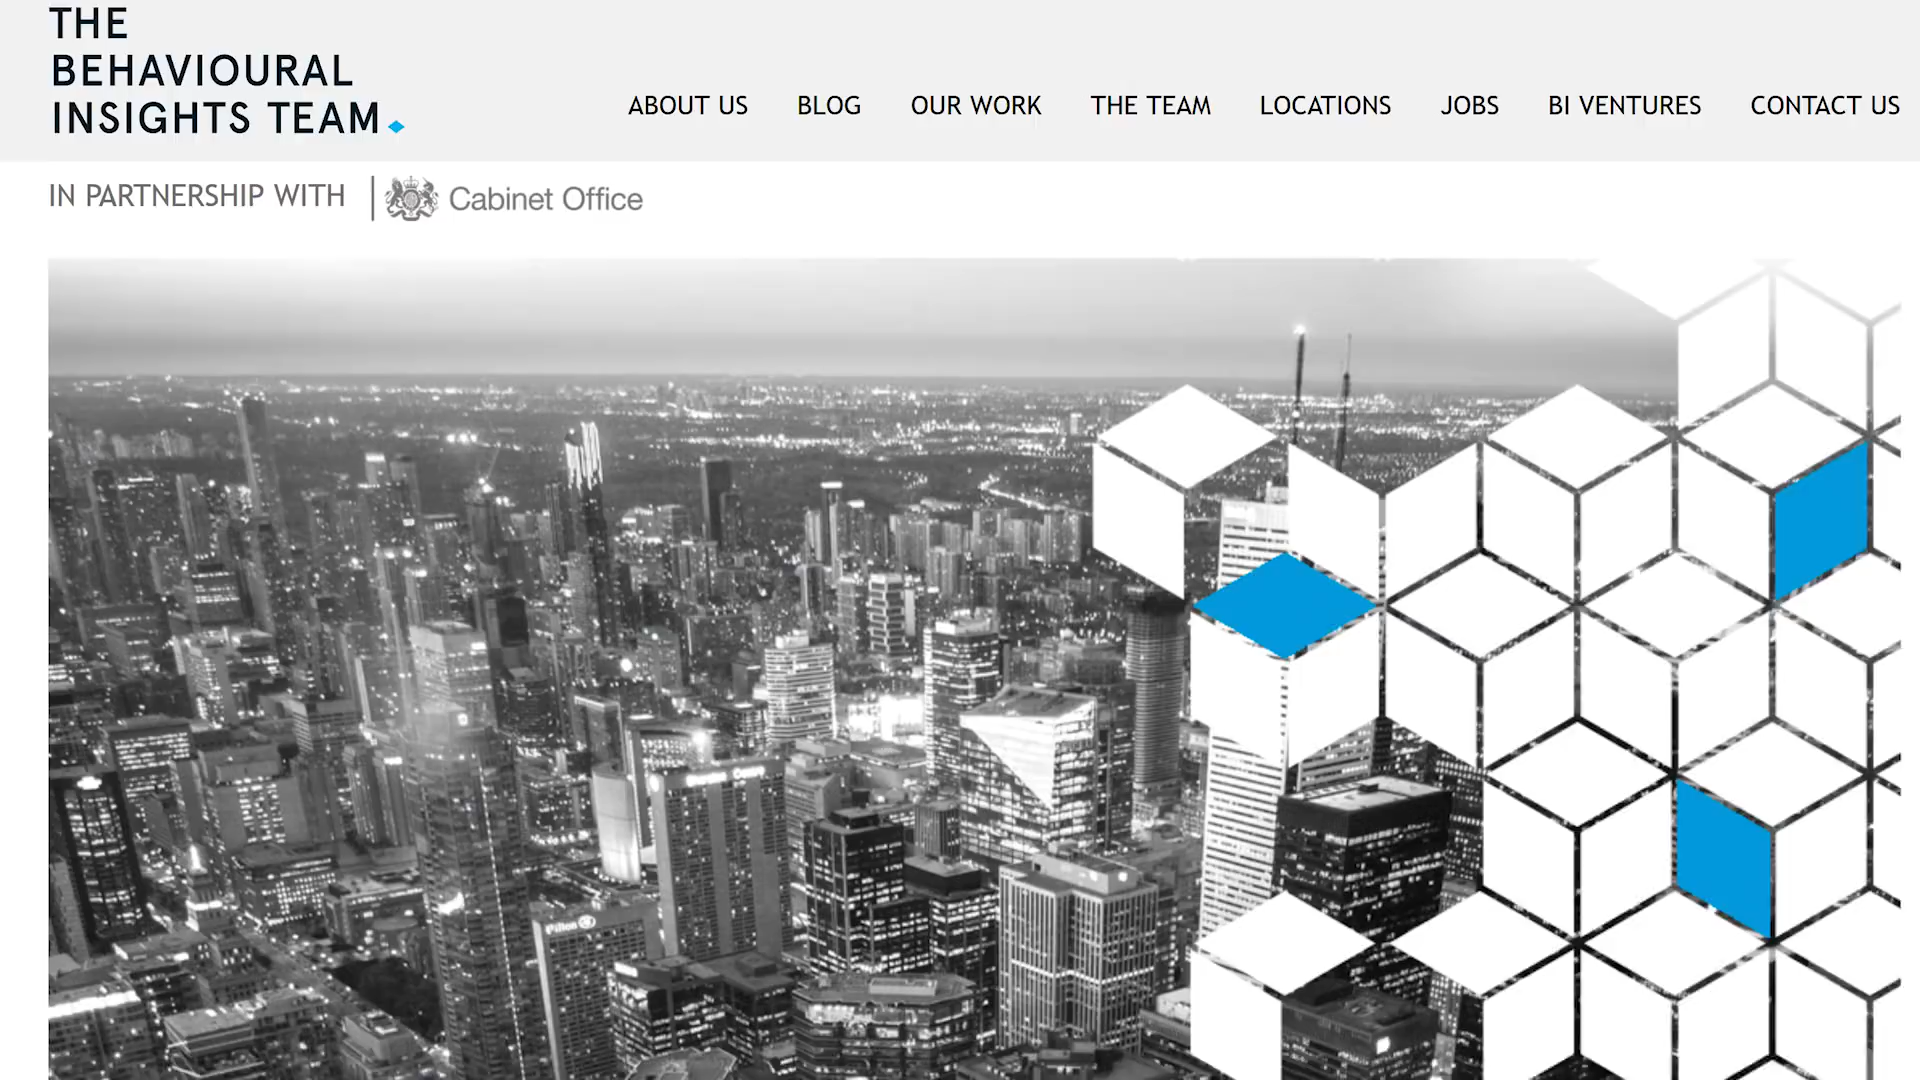 THE
BEHAVIOURAL
INSIGHTS TEAM
ABOUT US BLOG OUR WORK THE TEAM LOCATIONS JOBS BI VENTURES CONTACT US
IN PARTNERSHIP WITH Cabinet Office
Hilton